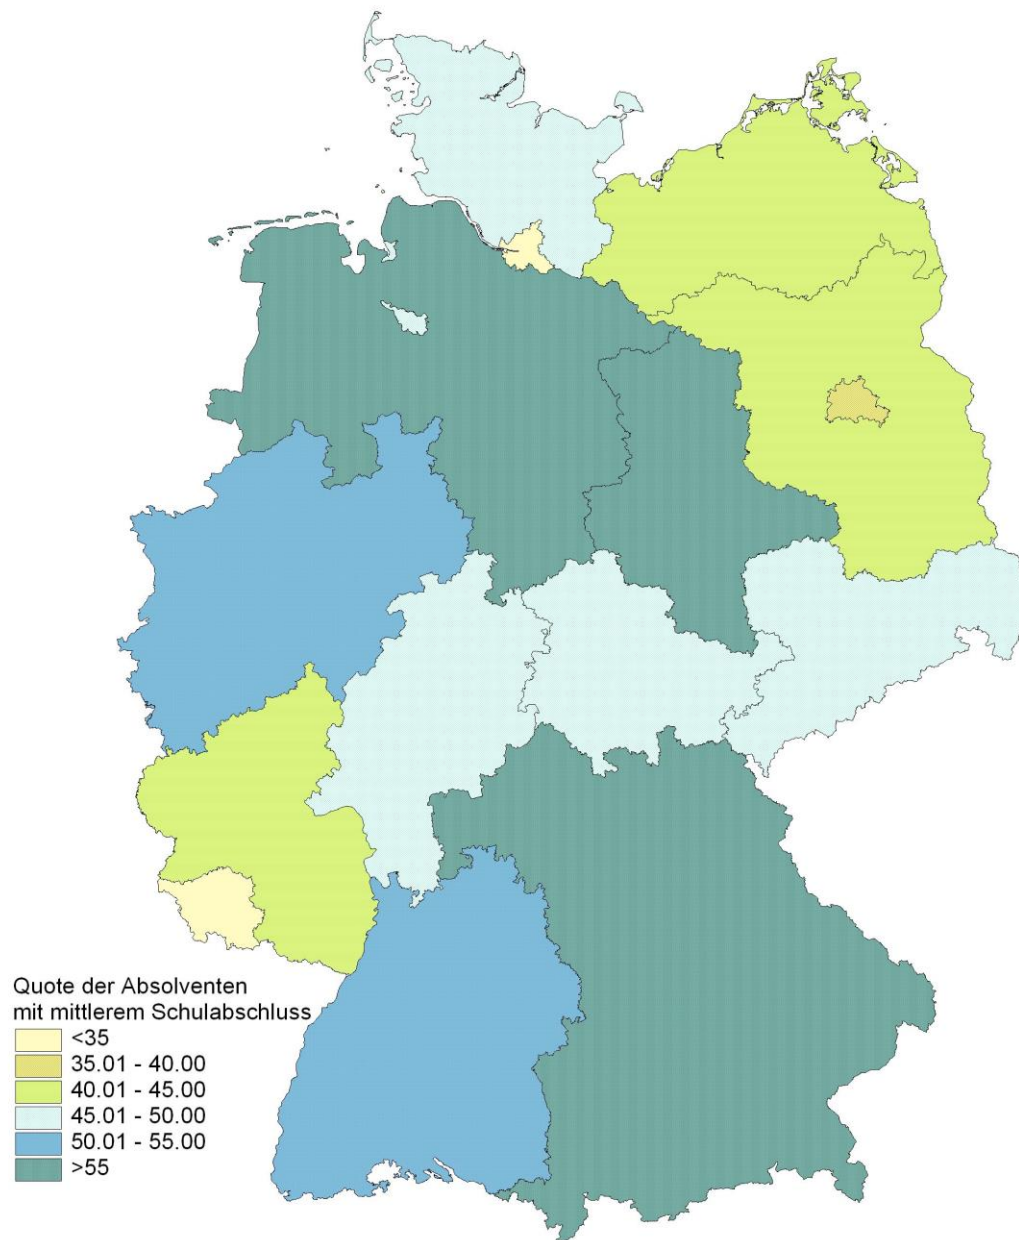 Quote der Absolventen
mit mittlerem Schulabschluss
<35
35.01 - 40.00
40.01 - 45.00
45.01 - 50.00
50.01 - 55.00
>55